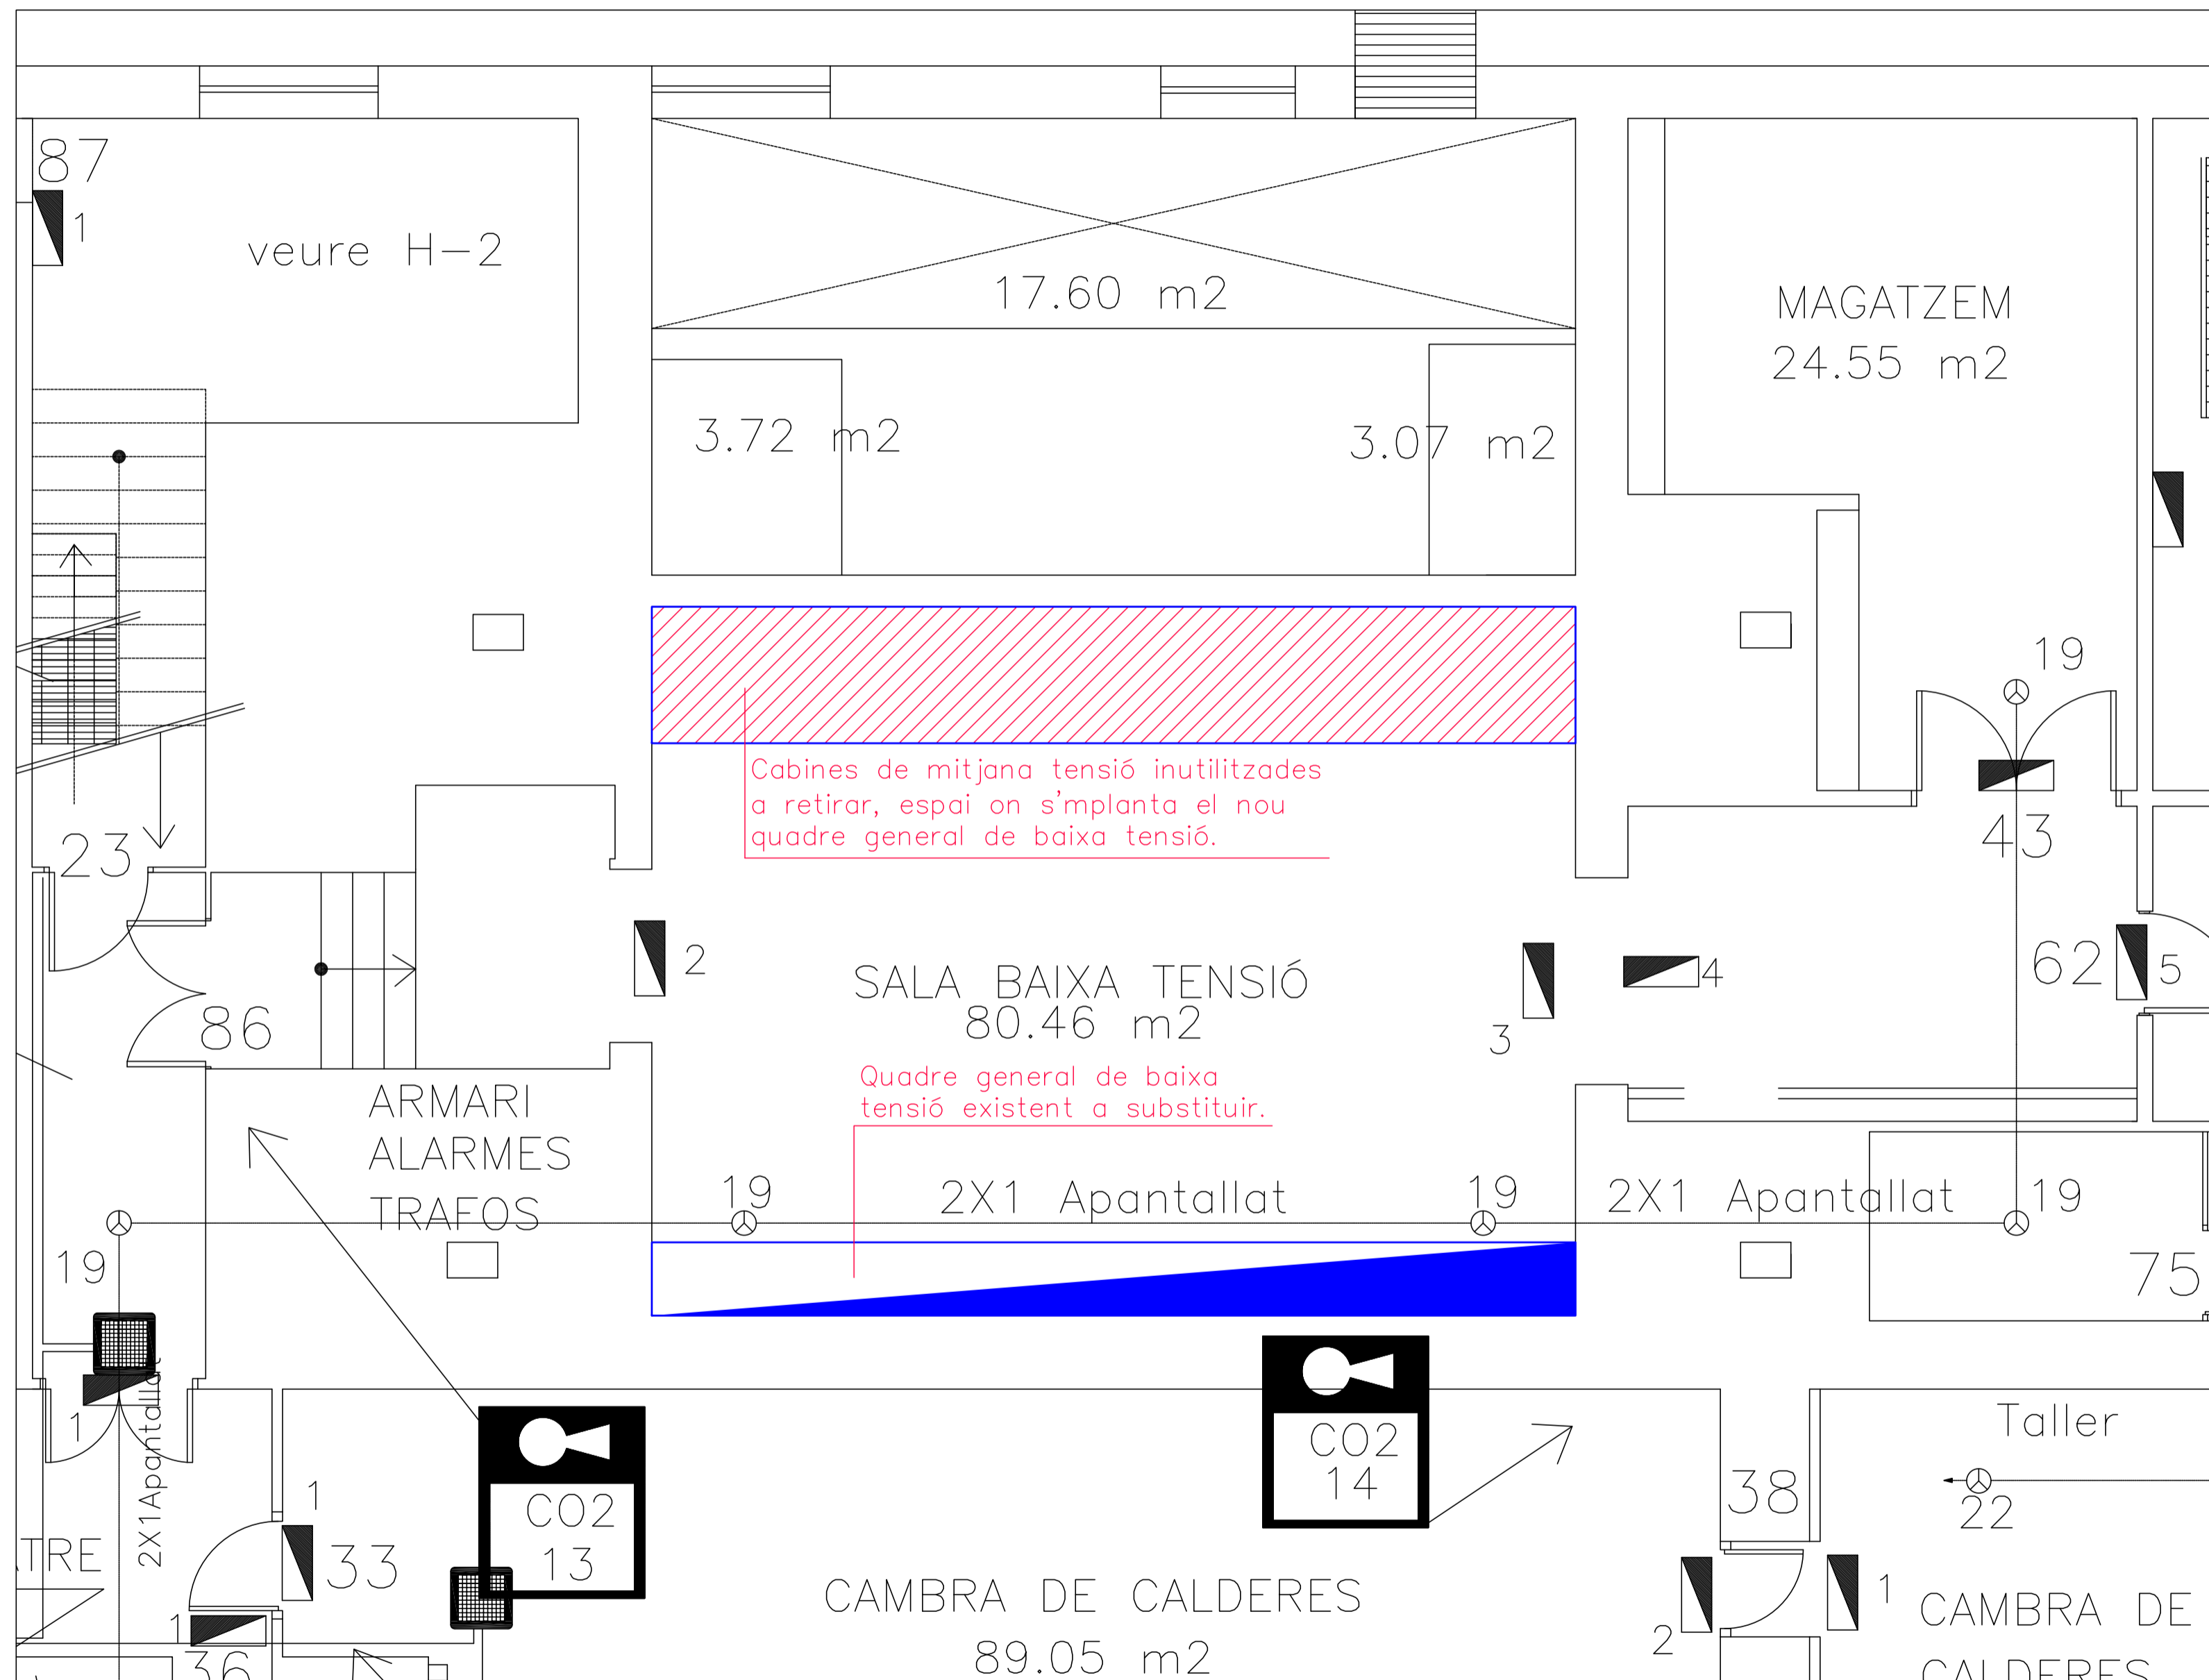 87
1
veure H-2
17.60 m2
MAGATZEM
24.55 m2
3.72 m2
3.07 m2
19
Cabines de mitjana tensió inutilitzades
a retirar, espai on s'mplanta el nou
quadre general de baixa tensió.
43
23
86
2
SALA BAIXA TENSIÓ
80.46 m2
3
4
62
5
Quadre general de baixa
tensió existent a substituir.
ARMARI
ALARMES
TRAFOS
19
2X1 Apantallat
19
2X1 Apantallat
19
19
75
1
2X1Apantallat
CO2
14
Taller
38
22
CO2
13
1
33
TRE
1
36
CAMBRA DE CALDERES
89.05 m2
2
1
CAMBRA DE
CALDERES